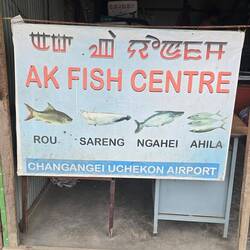 AK FISH CENTRE
ROU SARENG NGAHEI AHILA
CHANGANGEI UCHEKON AIRPORT